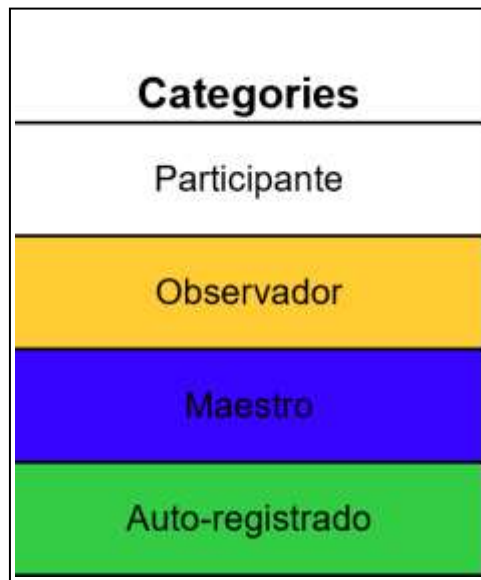 Categories
Participante
Observador
Maestro
Auto-registrado